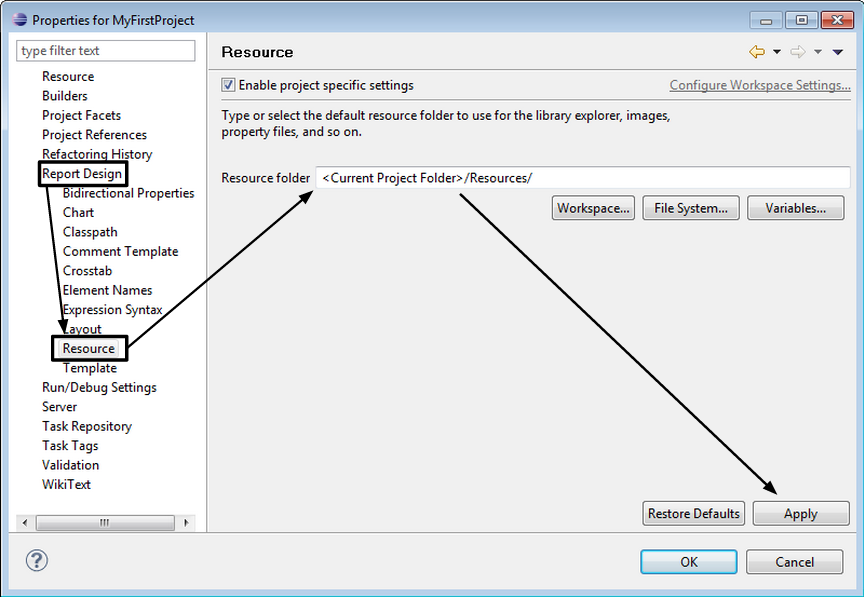 Properties for MyFirstProject
type filter text
Resource
Builders
Project Facets
Project References
Refactoring History
Report Design
Bidirectional Properties
Chart
Classpath
Comment Template
Crosstab
Element Names
Expression Syntax
Layout
Resource
Template
Run/Debug Settings
Server
Task Repository
Task Tags
Validation
WikiText
Resource
Enable project specific settings
Configure Workspace Settings...
Type or select the default resource folder to use for the library explorer, images,
property files, and so on.
Resource folder <Current Project Folder>/Resources/
Workspace... File System... Variables...
Restore Defaults Apply
? OK Cancel